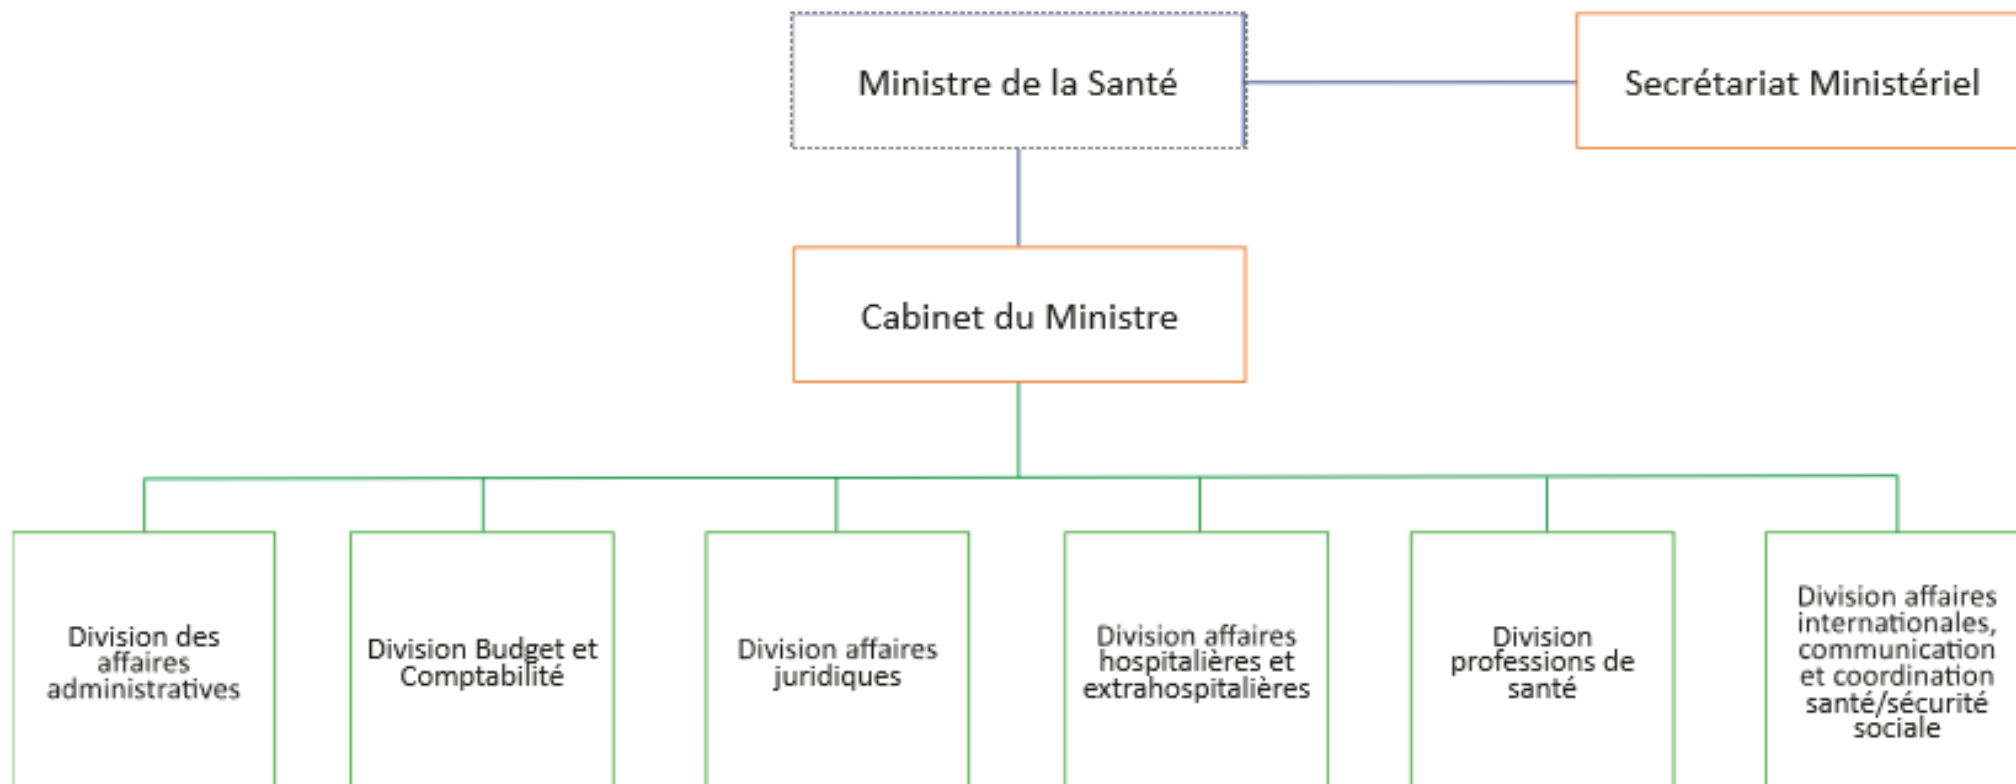 Ministre de la Santé
Secrétariat Ministériel
Cabinet du Ministre
Division des
affaires
administratives
Division Budget et
Comptabilité
Division affaires
juridiques
Division affaires
hospitalières et
extrahospitalières
Division
professions de
santé
Division affaires
internationales,
communication
et coordination
santé/sécurité
sociale